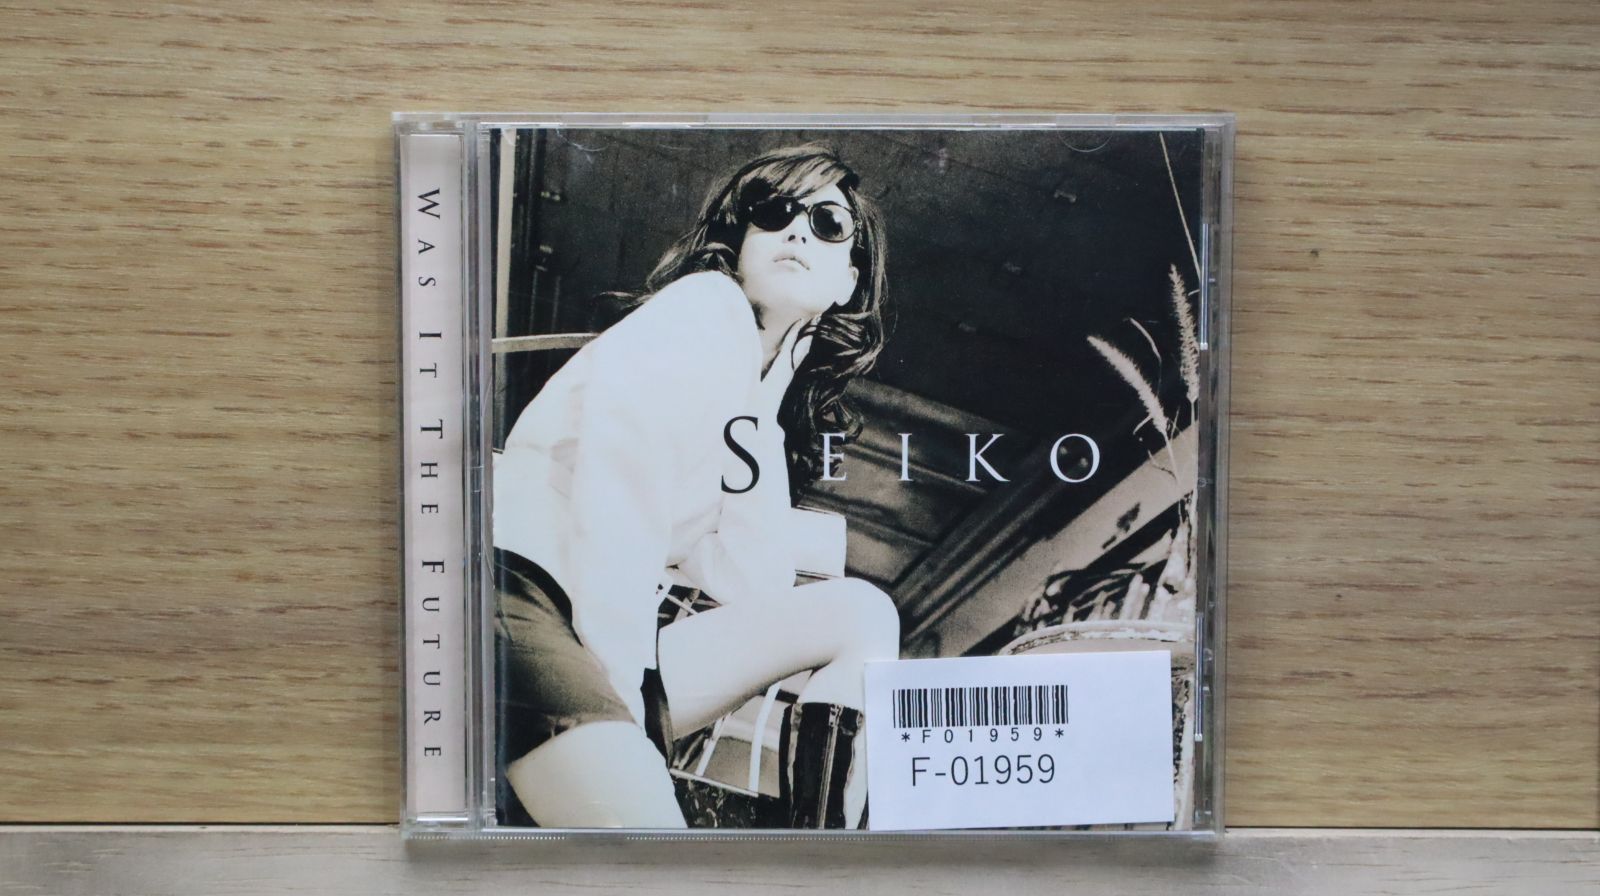 WAS IT THE FUTURE
SEIKO
*F01959*
F-01959